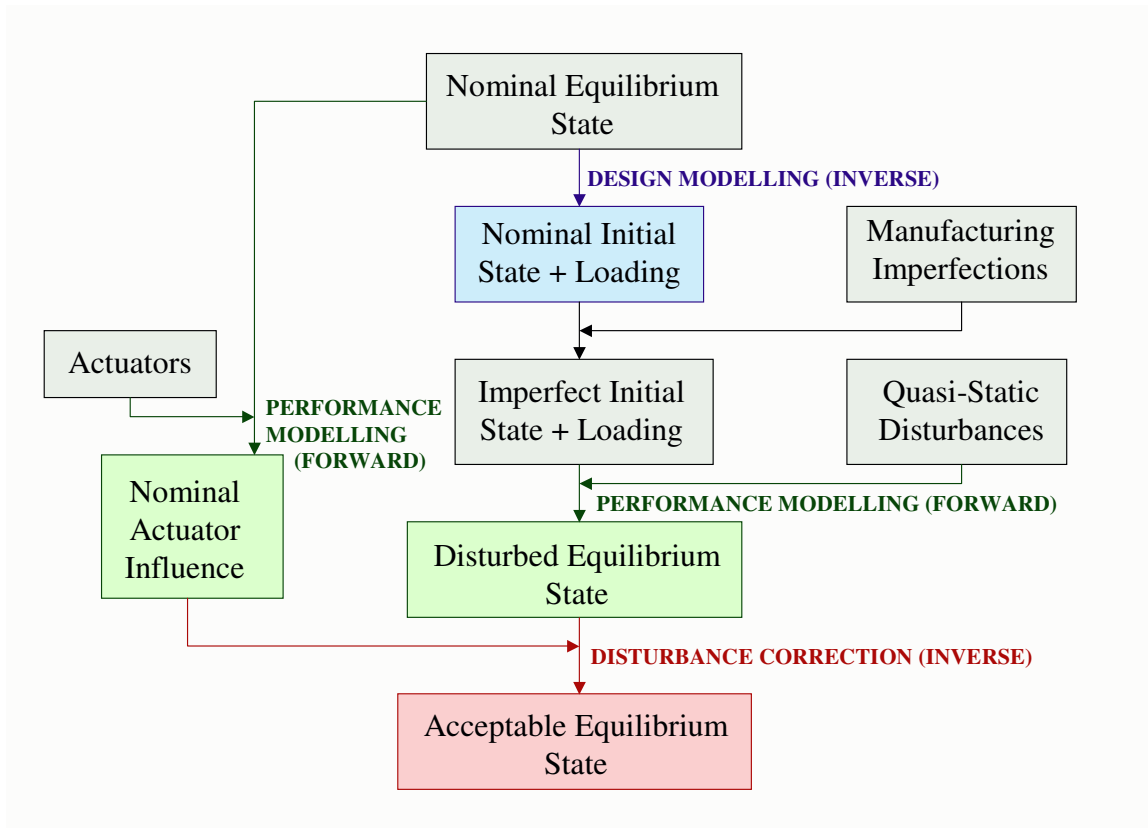 Nominal Equilibrium
State
DESIGN MODELLING (INVERSE)
Nominal Initial
State + Loading
Manufacturing
Imperfections
Actuators
Imperfect Initial
State + Loading
Quasi-Static
Disturbances
PERFORMANCE
MODELLING
(FORWARD)
Nominal
Actuator
Influence
PERFORMANCE MODELLING (FORWARD)
Disturbed Equilibrium
State
DISTURBANCE CORRECTION (INVERSE)
Acceptable Equilibrium
State